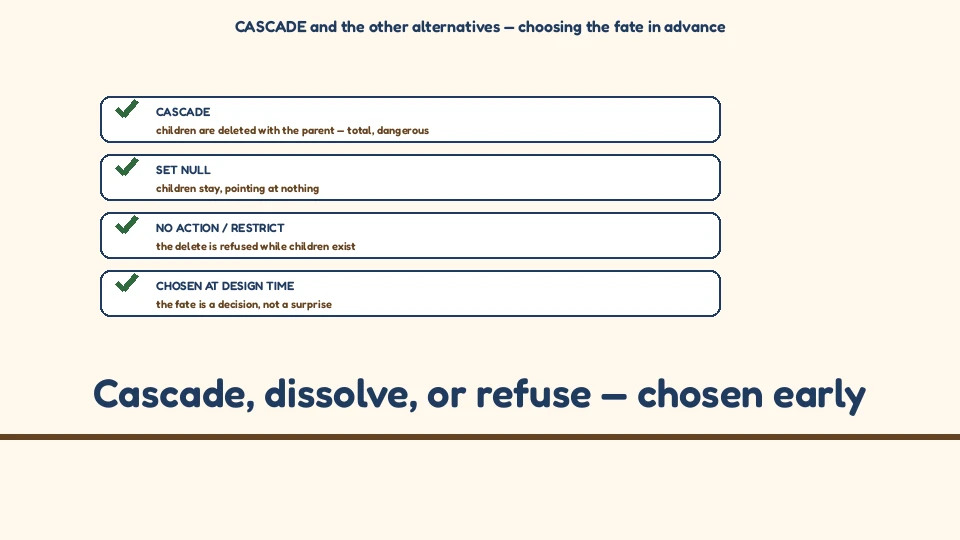 CASCADE and the other alternatives — choosing the fate in advance
CASCADE
children are deleted with the parent — total, dangerous
SET NULL
children stay, pointing at nothing
NO ACTION / RESTRICT
the delete is refused while children exist
CHOSEN AT DESIGN TIME
the fate is a decision, not a surprise
Cascade, dissolve, or refuse — chosen early